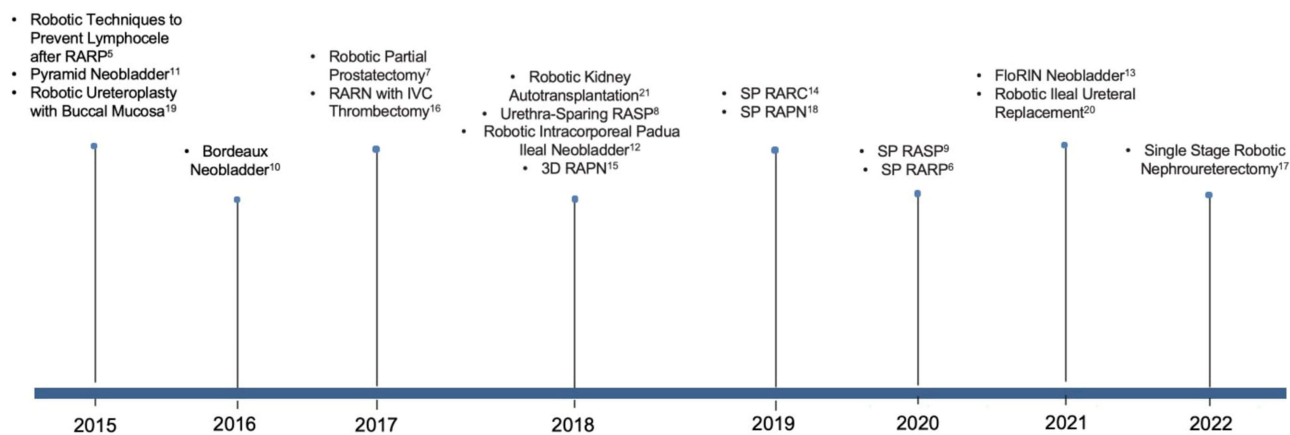 • Robotic Techniques to
Prevent Lymphocele
after RARP⁵
• Pyramid Neobladder¹¹
• Robotic Ureteroplasty
with Buccal Mucosa¹⁹
• Bordeaux
Neobladder¹⁰
• Robotic Partial
Prostatectomy⁷
• RARN with IVC
Thrombectomy¹⁶
• Robotic Kidney
Autotransplantation²¹
• Urethra-Sparing RASP⁸
• Robotic Intracorporeal Padua
Ileal Neobladder¹²
• 3D RAPN¹⁵
• SP RARC¹⁴
• SP RAPN¹⁸
• SP RASP⁹
• SP RARP⁶
• FloRIN Neobladder¹³
• Robotic Ileal Ureteral
Replacement²⁰
• Single Stage Robotic
Nephroureterectomy¹⁷
2015 2016 2017 2018 2019 2020 2021 2022